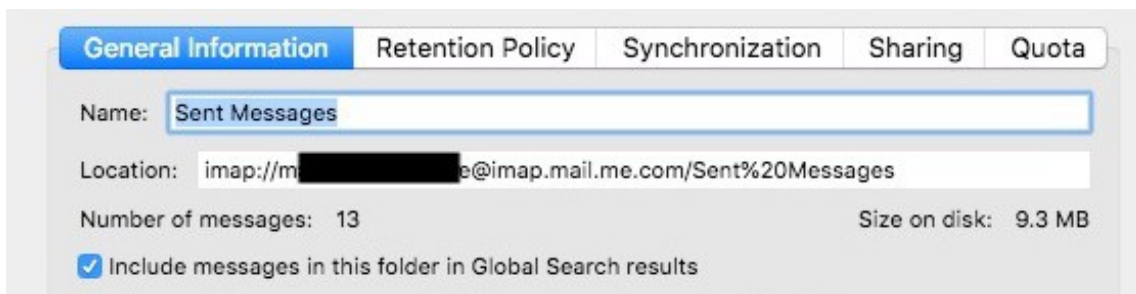 General Information Retention Policy Synchronization Sharing Quota
Name: Sent Messages
Location: imap://m e@imap.mail.me.com/Sent%20Messages
Number of messages: 13 Size on disk: 9.3 MB
Include messages in this folder in Global Search results